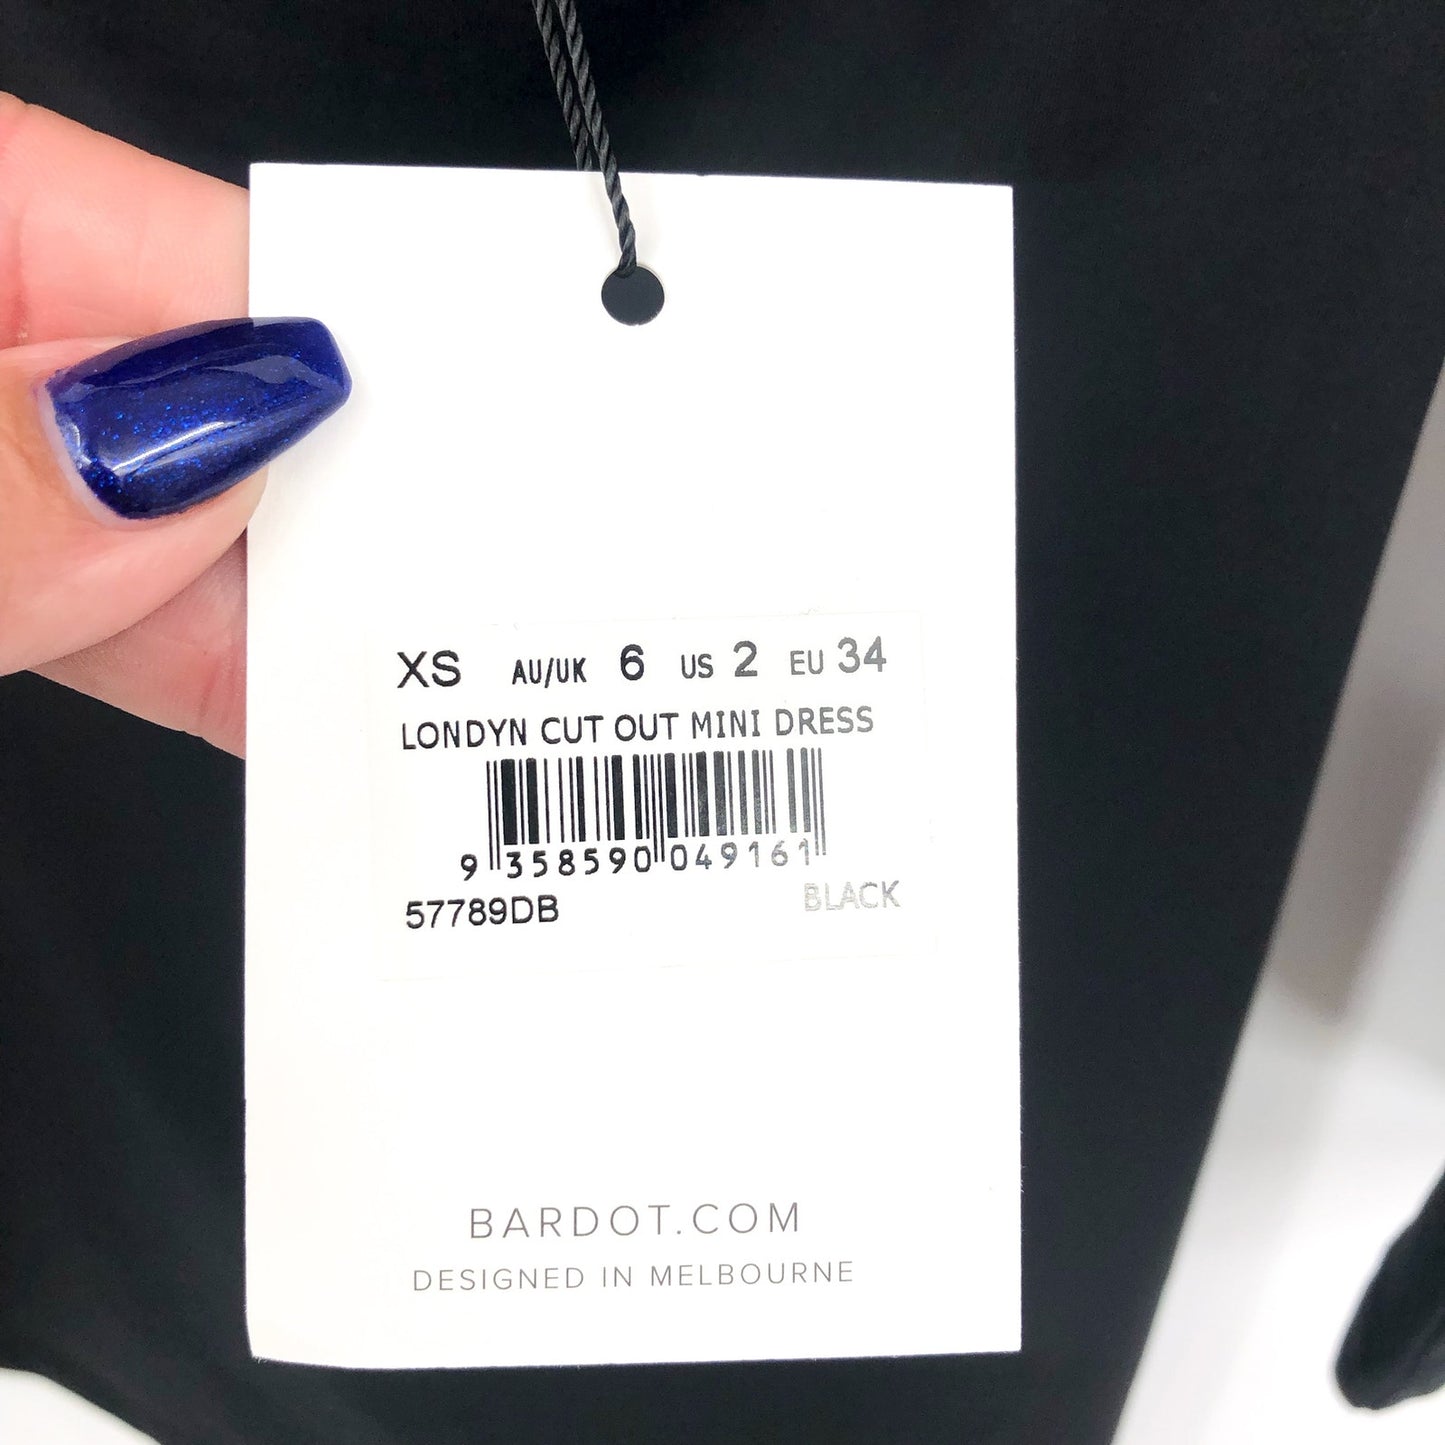 XS AU/UK 6 US 2 EU 34
LONDYN CUT OUT MINI DRESS
9 358590 049161
57789DB BLACK
BARDOT.COM
DESIGNED IN MELBOURNE